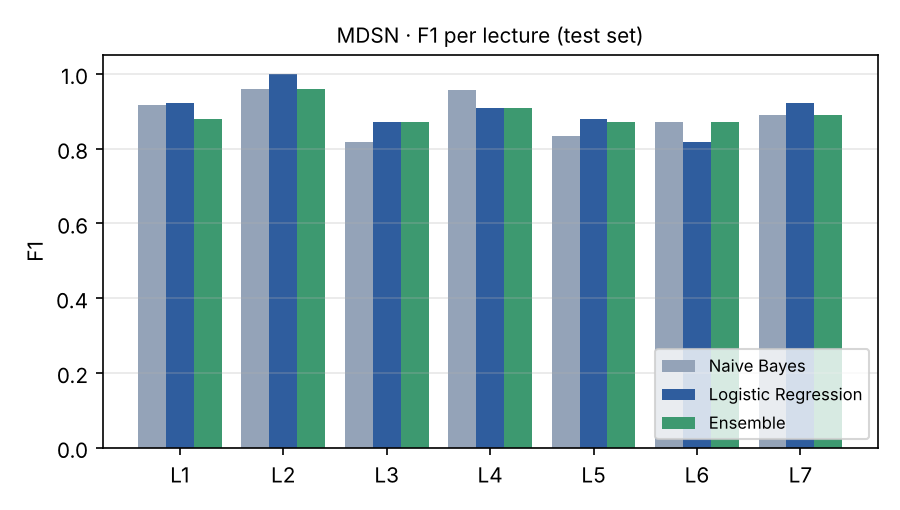 MDSN · F1 per lecture (test set)
F1
1.0
0.8
0.6
0.4
0.2
0.0
Naive Bayes
Logistic Regression
Ensemble
L1 L2 L3 L4 L5 L6 L7